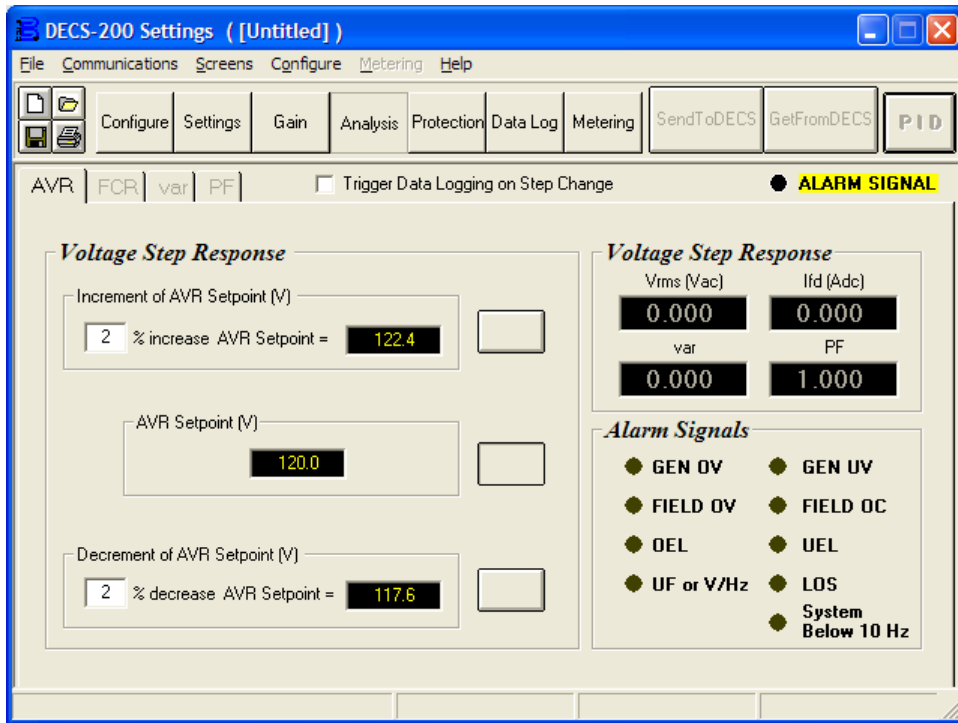 DECS-200 Settings ( [Untitled] )
File Communications Screens Configure Metering Help
Configure Settings Gain Analysis Protection Data Log Metering SendToDECS GetFromDECS PID
AVR FCR var PF Trigger Data Logging on Step Change ALARM SIGNAL
Voltage Step Response
Increment of AVR Setpoint (V)
2 % increase AVR Setpoint = 122.4
AVR Setpoint (V)
120.0
Decrement of AVR Setpoint (V)
2 % decrease AVR Setpoint = 117.6
Voltage Step Response
Vrms (Vac) Ifd (Adc)
0.000 0.000
var PF
0.000 1.000
Alarm Signals
GEN OV GEN UV
FIELD OV FIELD OC
OEL UEL
UF or V/Hz LOS
System
Below 10 Hz